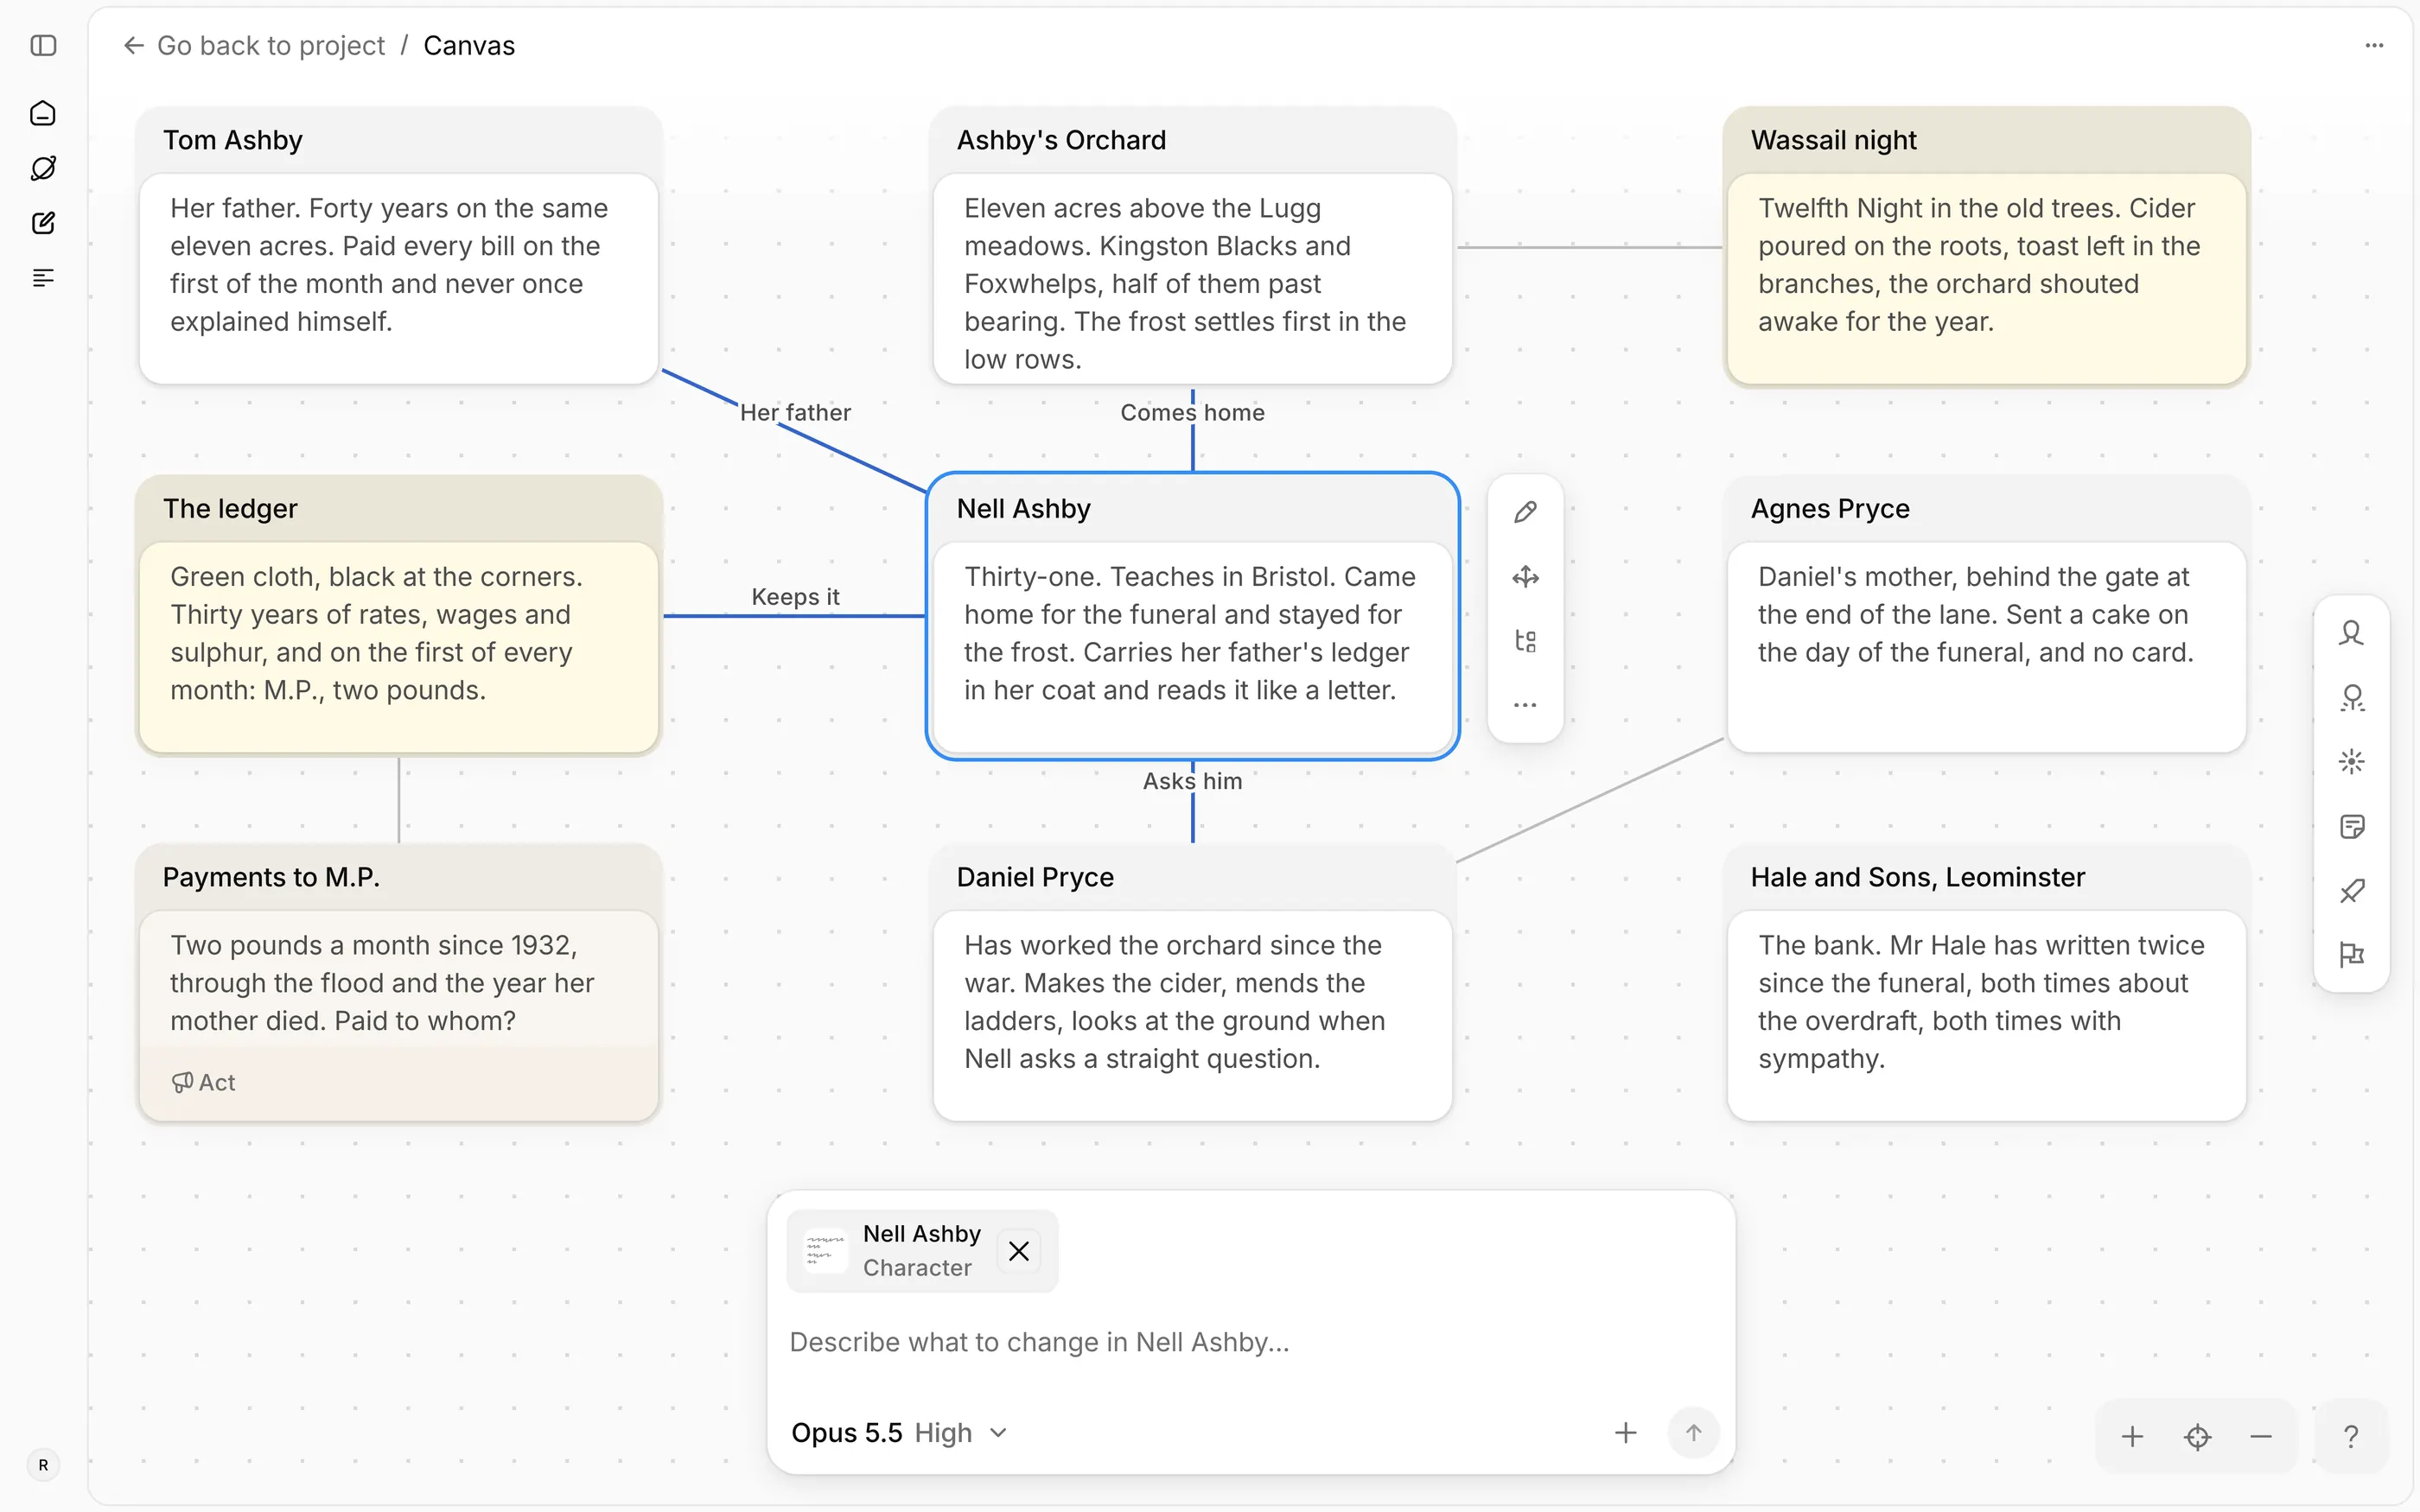 Go back to project / Canvas
Tom Ashby
Her father. Forty years on the same
eleven acres. Paid every bill on the
first of the month and never once
explained himself.
Ashby's Orchard
Eleven acres above the Lugg
meadows. Kingston Blacks and
Foxwhelps, half of them past
bearing. The frost settles first in the
low rows.
Wassail night
Twelfth Night in the old trees. Cider
poured on the roots, toast left in the
branches, the orchard shouted
awake for the year.
Her father
Comes home
The ledger
Green cloth, black at the corners.
Thirty years of rates, wages and
sulphur, and on the first of every
month: M.P., two pounds.
Keeps it
Nell Ashby
Thirty-one. Teaches in Bristol. Came
home for the funeral and stayed for
the frost. Carries her father's ledger
in her coat and reads it like a letter.
Agnes Pryce
Daniel's mother, behind the gate at
the end of the lane. Sent a cake on
the day of the funeral, and no card.
Asks him
Payments to M.P.
Two pounds a month since 1932,
through the flood and the year her
mother died. Paid to whom?
Act
Daniel Pryce
Has worked the orchard since the
war. Makes the cider, mends the
ladders, looks at the ground when
Nell asks a straight question.
Hale and Sons, Leominster
The bank. Mr Hale has written twice
since the funeral, both times about
the overdraft, both times with
sympathy.
Nell Ashby
Character
Describe what to change in Nell Ashby...
Opus 5.5 High
R
?